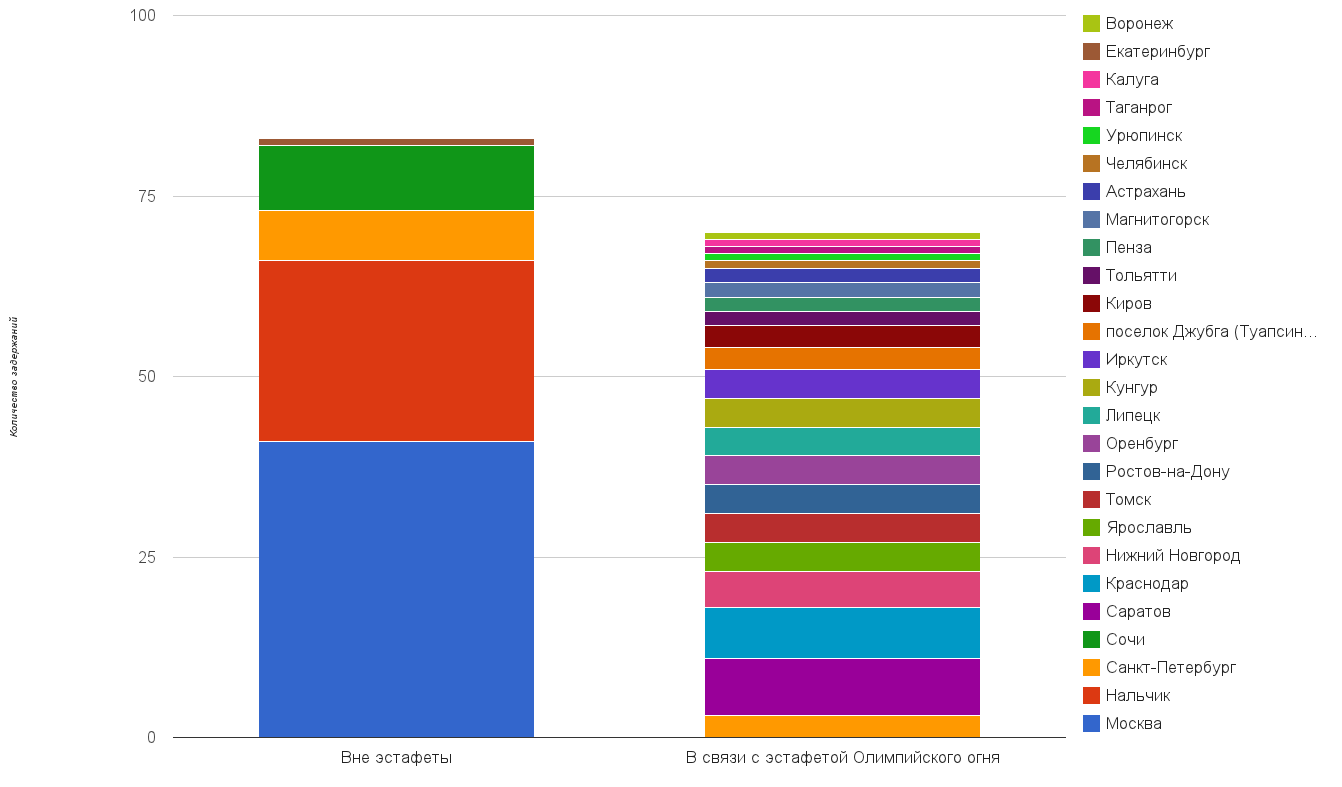 100
75
50
25
0
Количество задержаний
Вне эстафеты
В связи с эстафетой Олимпийского огня
Воронеж
Екатеринбург
Калуга
Таганрог
Урюпинск
Челябинск
Астрахань
Магнитогорск
Пенза
Тольятти
Киров
поселок Джубга (Туапсин...
Иркутск
Кунгур
Липецк
Оренбург
Ростов-на-Дону
Томск
Ярославль
Нижний Новгород
Краснодар
Саратов
Сочи
Санкт-Петербург
Нальчик
Москва